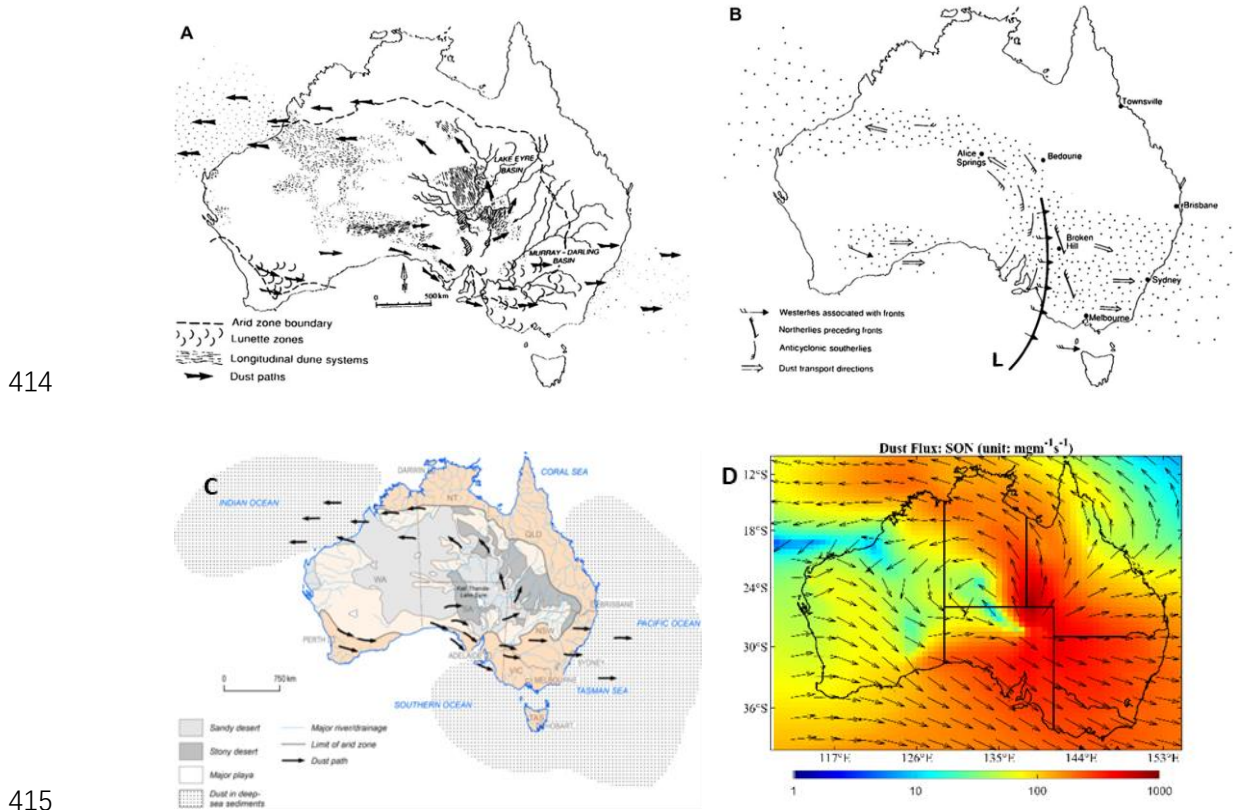 A
LAKE EYRE
BASIN
MURRAY-DARLING
BASIN
0
500 km
Arid zone boundary
Lunette zones
Longitudinal dune systems
Dust paths
414
B
Townsville
Alice
Springs
Bedourie
Brisbane
Broken
Hill
Sydney
Melbourne
L
Westerlies associated with fronts
Northerlies preceding fronts
Anticyclonic southerlies
Dust transport directions
C
INDIAN OCEAN
DARWIN
CORAL SEA
NT
QLD
WA
SA
BRISBANE
PACIFIC OCEAN
PERTH
NSW
ADELAIDE
SYDNEY
VIC
MELBOURNE
TASMAN SEA
SOUTHERN OCEAN
TAS
HOBART
0
750 km
Sandy desert
Stony desert
Major playa
Dust in deep-
sea sediments
Major river/drainage
Limit of arid zone
Dust path
D
Dust Flux: SON (unit: mgm⁻¹s⁻¹)
12°S
18°S
24°S
30°S
36°S
117°E
126°E
135°E
144°E
153°E
1
10
100
1000
415